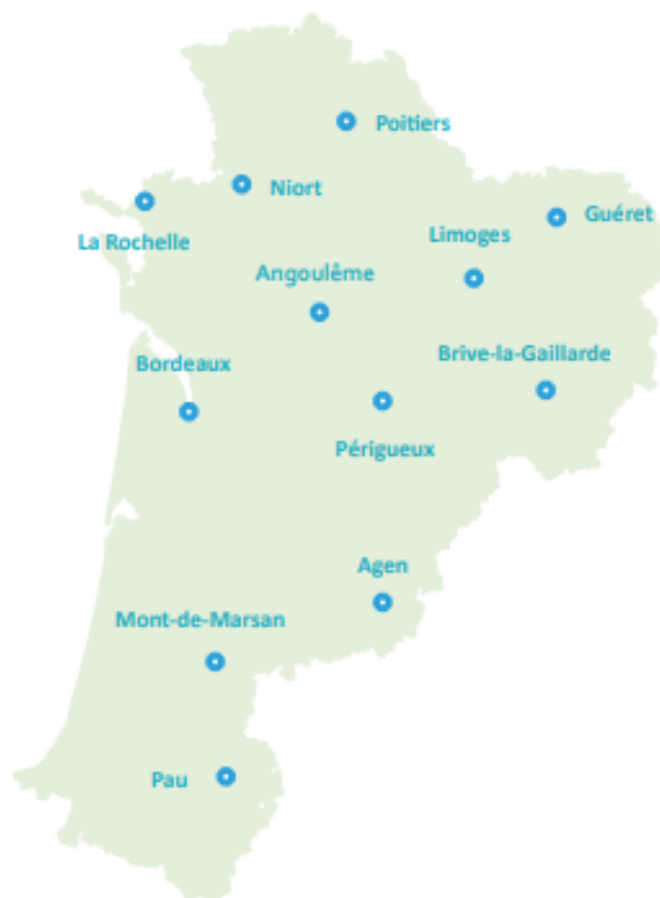 Poitiers
Niort
Guéret
Limoges
La Rochelle
Angoulême
Brive-la-Gaillarde
Bordeaux
Périgueux
Agen
Mont-de-Marsan
Pau